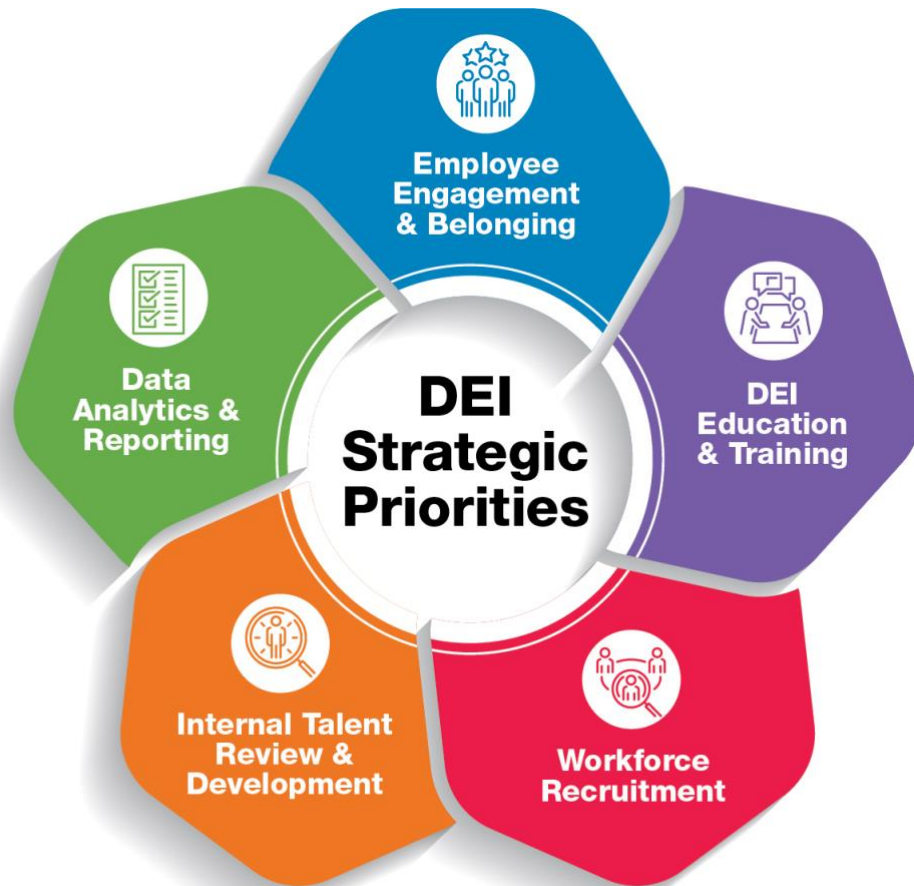 Employee
Engagement
& Belonging
DEI
Education
& Training
Workforce
Recruitment
Internal Talent
Review &
Development
Data
Analytics &
Reporting
DEI
Strategic
Priorities